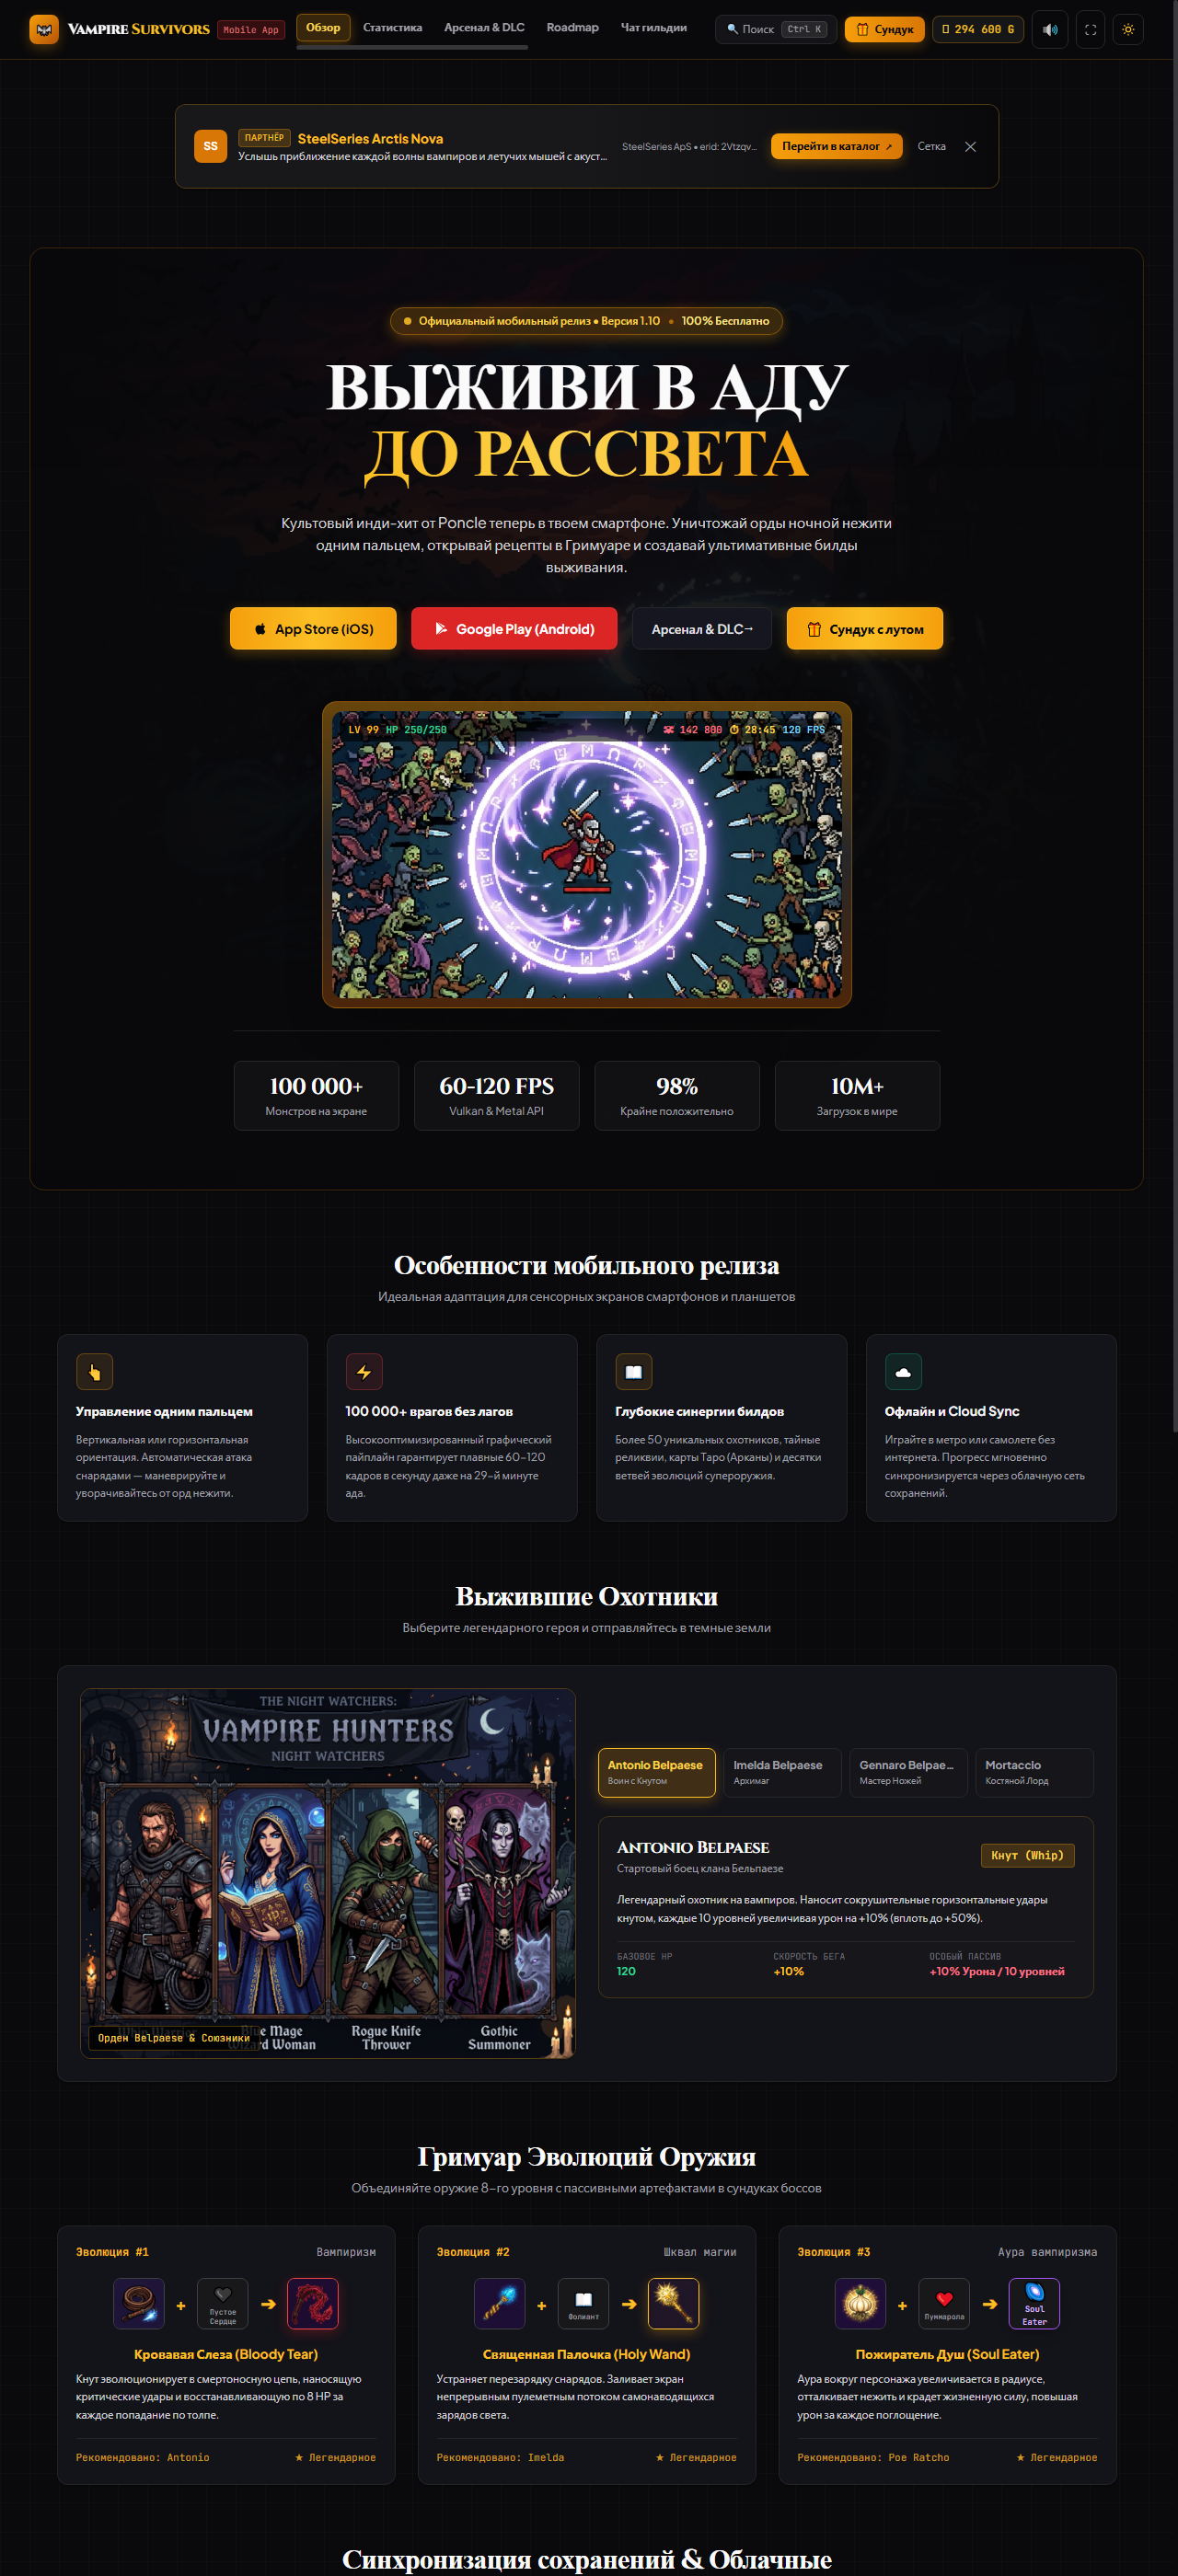 VAMPIRE SURVIVORS
Mobile App
Обзор
Статистика
Арсенал & DLC
Roadmap
Чат гильдии
Поиск
Ctrl K
Сундук
294 600 G
SS
ПАРТНЁР
SteelSeries Arctis Nova
Услышь приближение каждой волны вампиров и летучих мышей с акуст...
SteelSeries ApS • erid: 2Vtzqv...
Перейти в каталог ↗
Сетка
Официальный мобильный релиз • Версия 1.10 • 100% Бесплатно
ВЫЖИВИ В АДУ
ДО РАССВЕТА
Культовый инди-хит от Poncle теперь в твоем смартфоне. Уничтожай орды ночной нежити
одним пальцем, открывай рецепты в Гримуаре и создавай ультимативные билды
выживания.
App Store (iOS)
Google Play (Android)
Арсенал & DLC→
Сундук с лутом
LV 99 HP 250/250
142 800
28:45
120 FPS
100 000+
Монстров на экране
60-120 FPS
Vulkan & Metal API
98%
Крайне положительно
10M+
Загрузок в мире
Особенности мобильного релиза
Идеальная адаптация для сенсорных экранов смартфонов и планшетов
Управление одним пальцем
Вертикальная или горизонтальная
ориентация. Автоматическая атака
снарядами — маневрируйте и
уворачивайтесь от орд нежити.
100 000+ врагов без лагов
Высокооптимизированный графический
пайплайн гарантирует плавные 60-120
кадров в секунду даже на 29-й минуте
ада.
Глубокие синергии билдов
Более 50 уникальных охотников, тайные
реликвии, карты Таро (Арканы) и десятки
ветвей эволюций супероружия.
Офлайн и Cloud Sync
Играйте в метро или самолете без
интернета. Прогресс мгновенно
синхронизируется через облачную сеть
сохранений.
Выжившие Охотники
Выберите легендарного героя и отправляйтесь в темные земли
THE NIGHT WATCHERS:
VAMPIRE HUNTERS
NIGHT WATCHERS
Rogue Knife
Thrower
Gothic
Summoner
Орден Belpaese & Союзники
Antonio Belpaese
Воин с Кнутом
Imelda Belpaese
Архимаг
Gennaro Belpae...
Мастер Ножей
Mortaccio
Костяной Лорд
ANTONIO BELPAESE
Стартовый боец клана Бельпаезе
Кнут (Whip)
Легендарный охотник на вампиров. Наносит сокрушительные горизонтальные удары
кнутом, каждые 10 уровней увеличивая урон на +10% (вплоть до +50%).
БАЗОВОЕ HP
120
СКОРОСТЬ БЕГА
+10%
ОСОБЫЙ ПАССИВ
+10% Урона / 10 уровней
Гримуар Эволюций Оружия
Объединяйте оружие 8-го уровня с пассивными артефактами в сундуках боссов
Эволюция #1
Вампиризм
+
Пустое
Сердце
➔
Кровавая Слеза (Bloody Tear)
Кнут эволюционирует в смертоносную цепь, наносящую
критические удары и восстанавливающую по 8 HP за
каждое попадание по толпе.
Рекомендовано: Antonio
★ Легендарное
Эволюция #2
Шквал магии
+
Фолиант
➔
Священная Палочка (Holy Wand)
Устраняет перезарядку снарядов. Заливает экран
непрерывным пулеметным потоком самонаводящихся
зарядов света.
Рекомендовано: Imelda
★ Легендарное
Эволюция #3
Аура вампиризма
+
Пуммарола
➔
Soul
Eater
Пожиратель Душ (Soul Eater)
Аура вокруг персонажа увеличивается в радиусе,
отталкивает нежить и крадет жизненную силу, повышая
урон за каждое поглощение.
Рекомендовано: Poe Ratcho
★ Легендарное
Синхронизация сохранений & Облачные